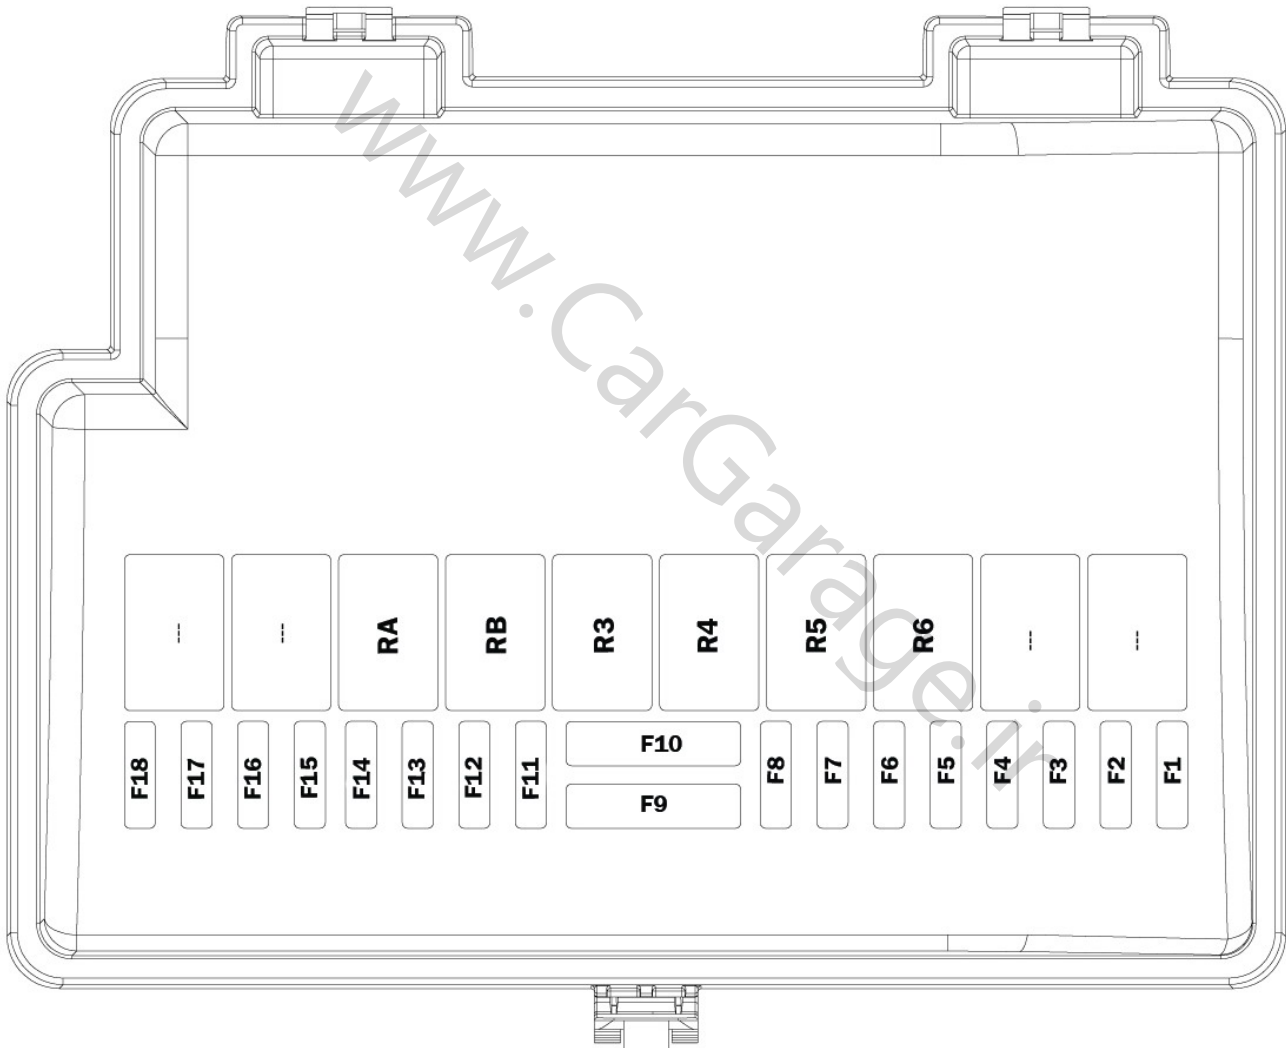 www.CarGarage.ir
--- --- RA RB R3 R4 R5 R6 --- ---
F18 F17 F16 F15 F14 F13 F12 F11 F10 F8 F7 F6 F5 F4 F3 F2 F1
F9